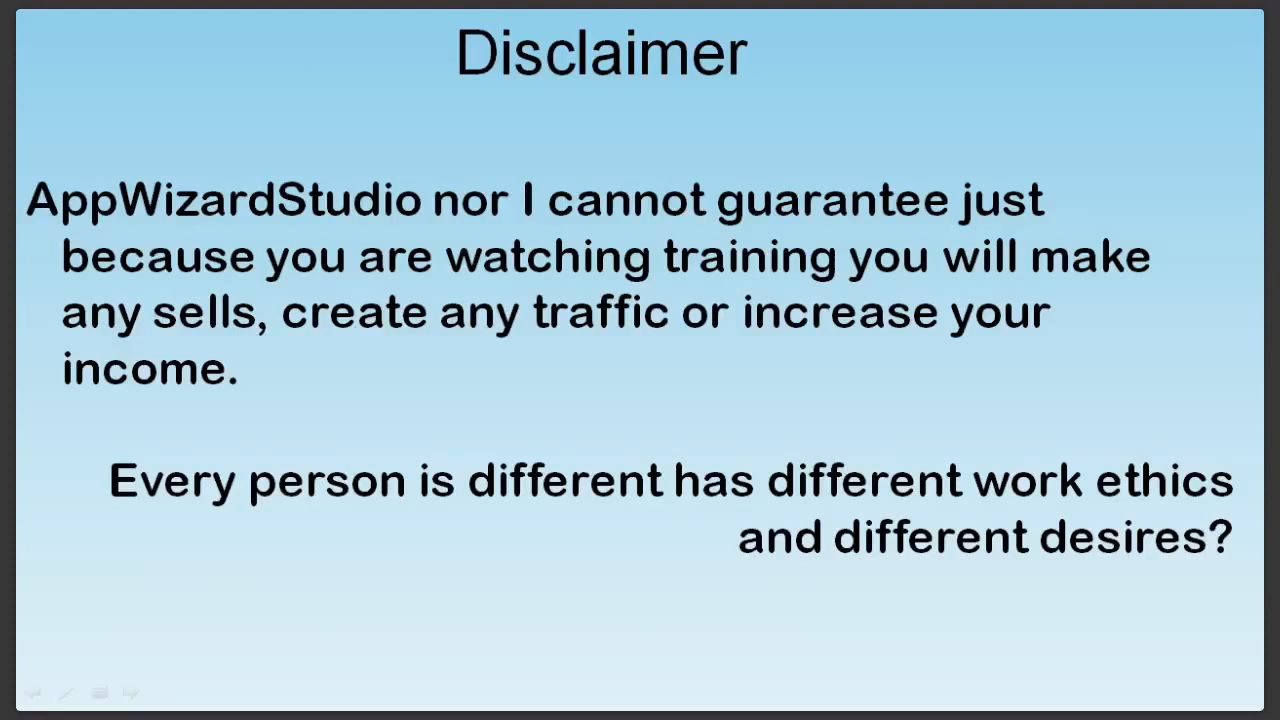 Disclaimer
AppWizardStudio nor I cannot guarantee just
because you are watching training you will make
any sells, create any traffic or increase your
income.
Every person is different has different work ethics
and different desires?